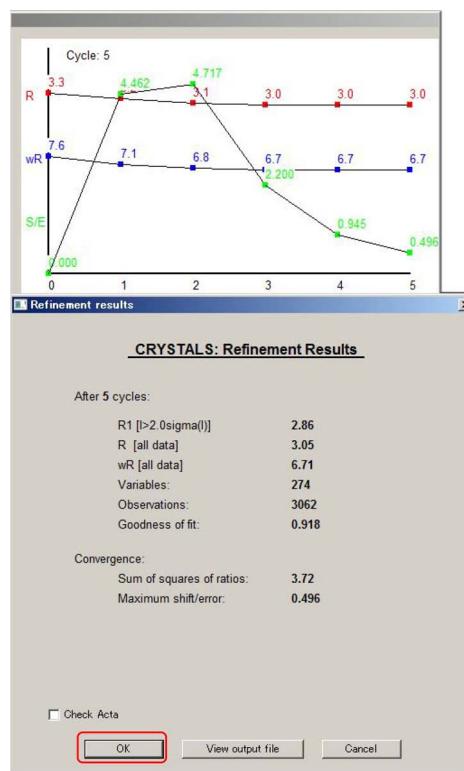 Cycle: 5
R 3.3 3.1 3.0 3.0 3.0
4.462 4.717
wR 7.6 7.1 6.8 6.7 6.7 6.7
2.200
S/E 0.945
0.496
0.000
0 1 2 3 4 5
Refinement results
CRYSTALS: Refinement Results
After 5 cycles:
R1 [I>2.0sigma(I)] 2.86
R [all data] 3.05
wR [all data] 6.71
Variables: 274
Observations: 3062
Goodness of fit: 0.918
Convergence:
Sum of squares of ratios: 3.72
Maximum shift/error: 0.496
Check Acta
OK View output file Cancel